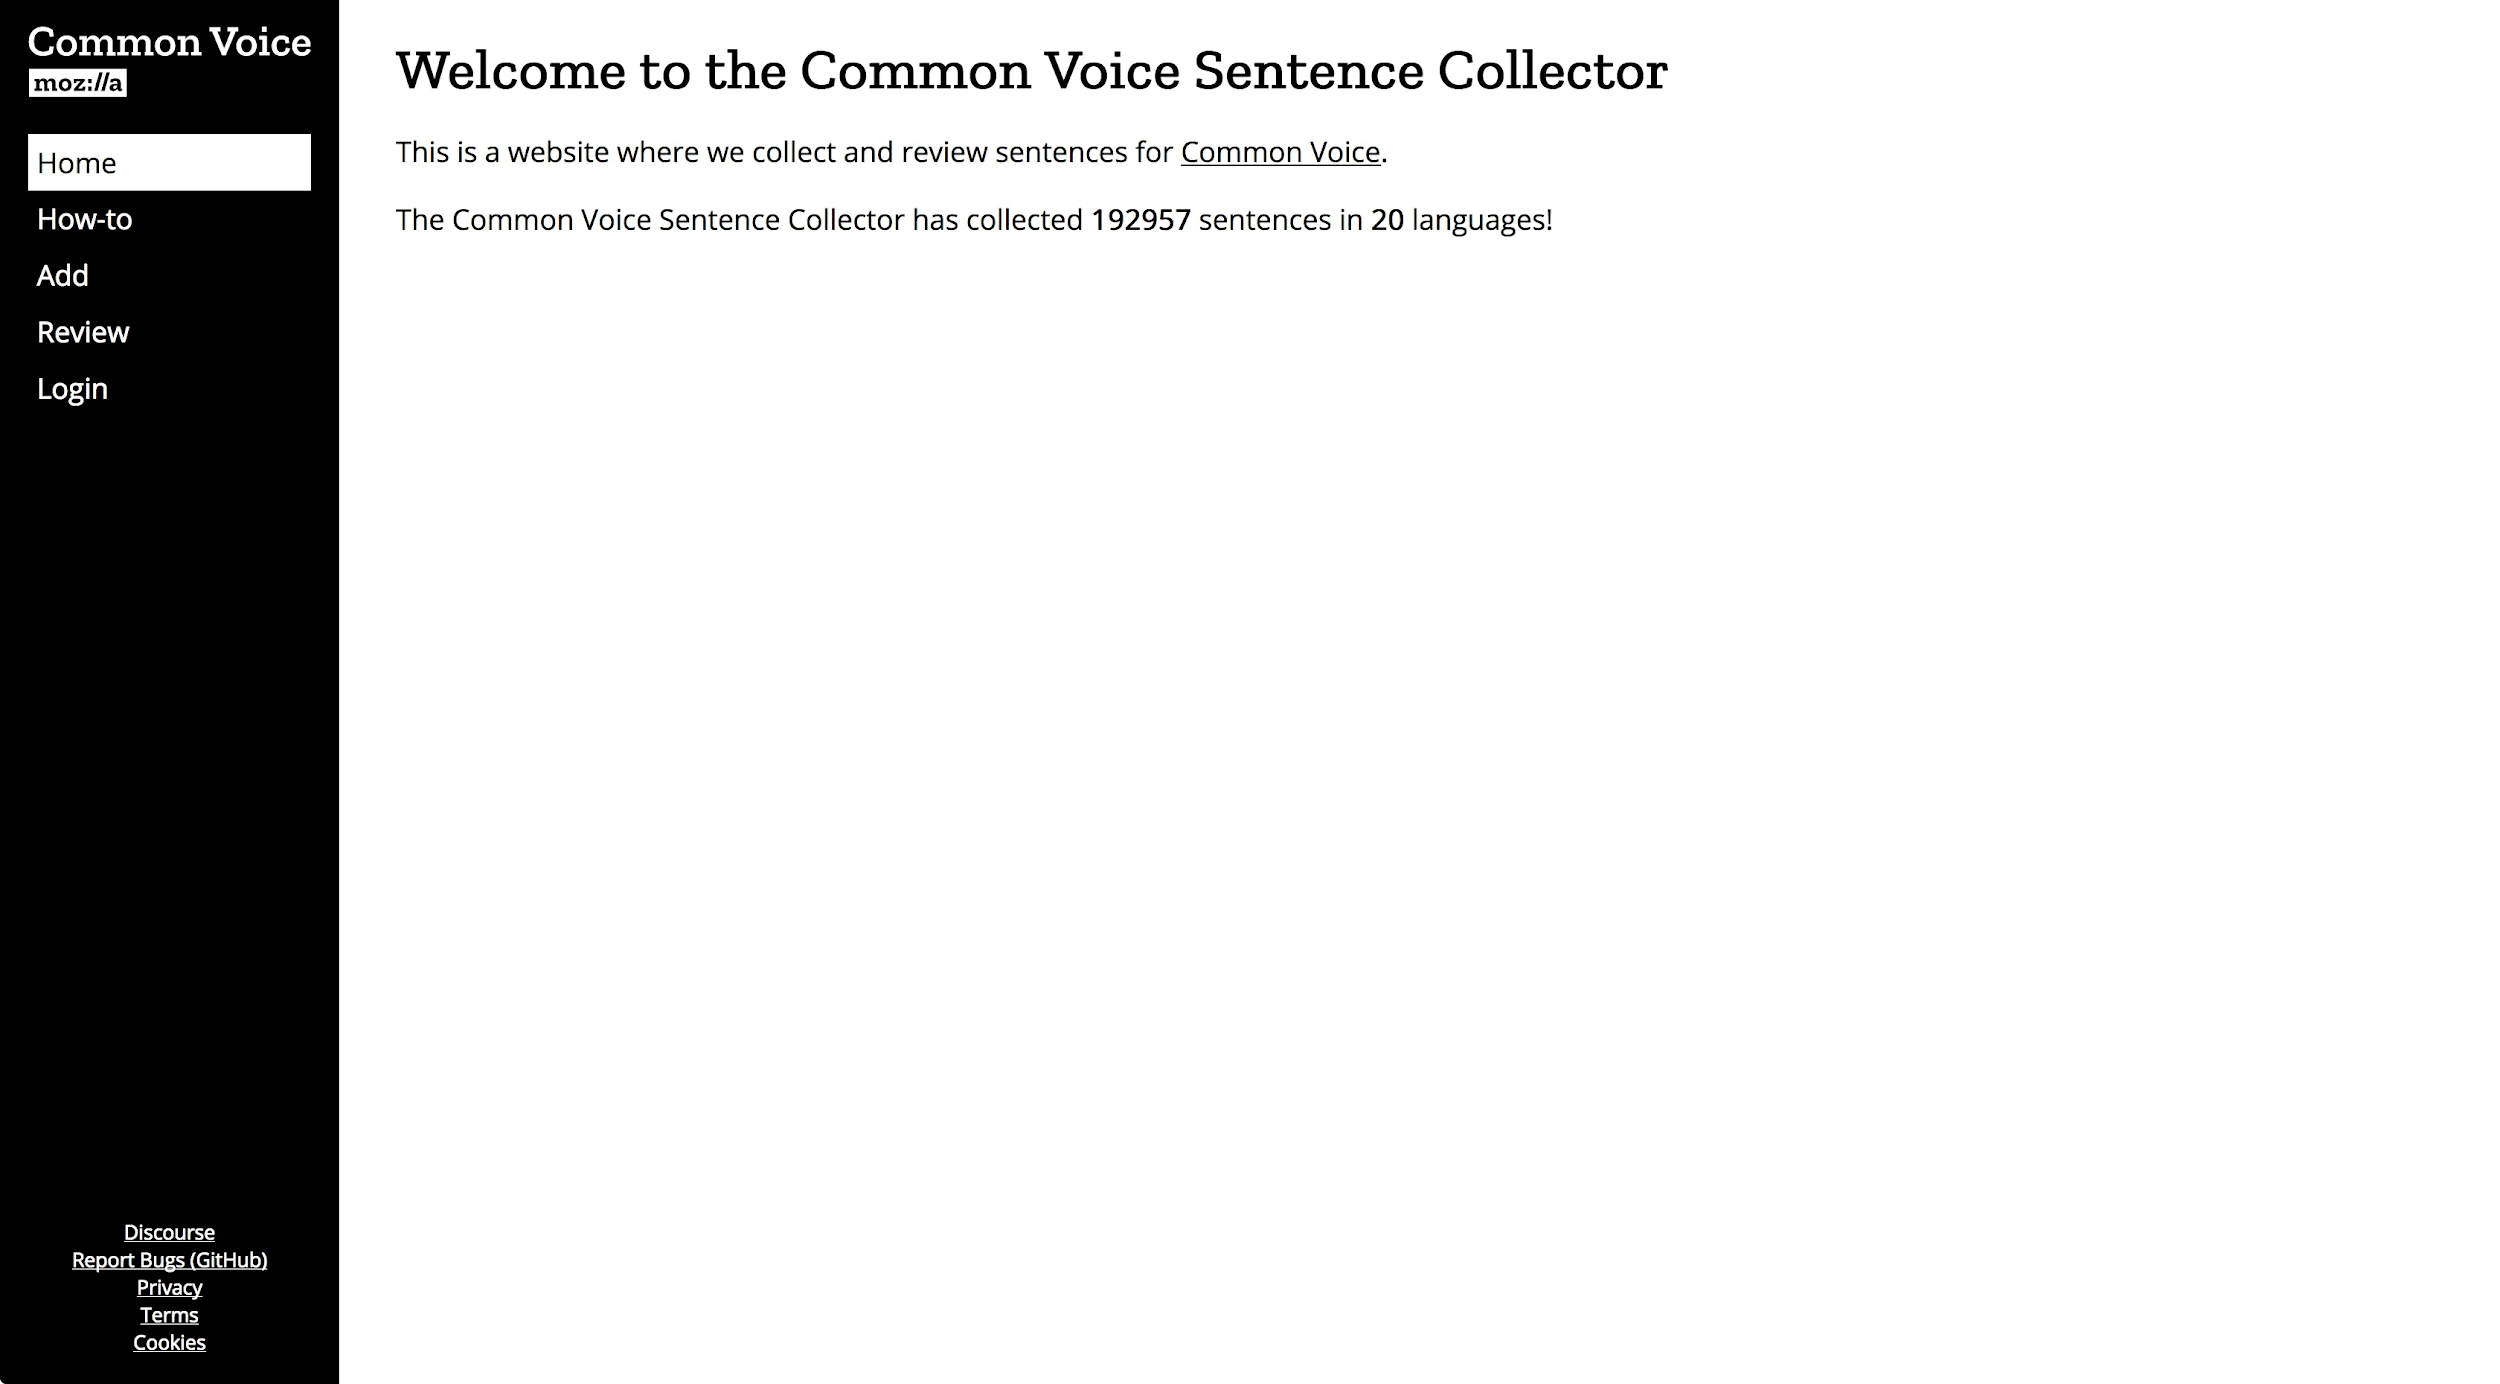 Common Voice
moz://a
Home
How-to
Add
Review
Login
Discourse
Report Bugs (GitHub)
Privacy
Terms
Cookies
Welcome to the Common Voice Sentence Collector
This is a website where we collect and review sentences for Common Voice.
The Common Voice Sentence Collector has collected 192957 sentences in 20 languages!